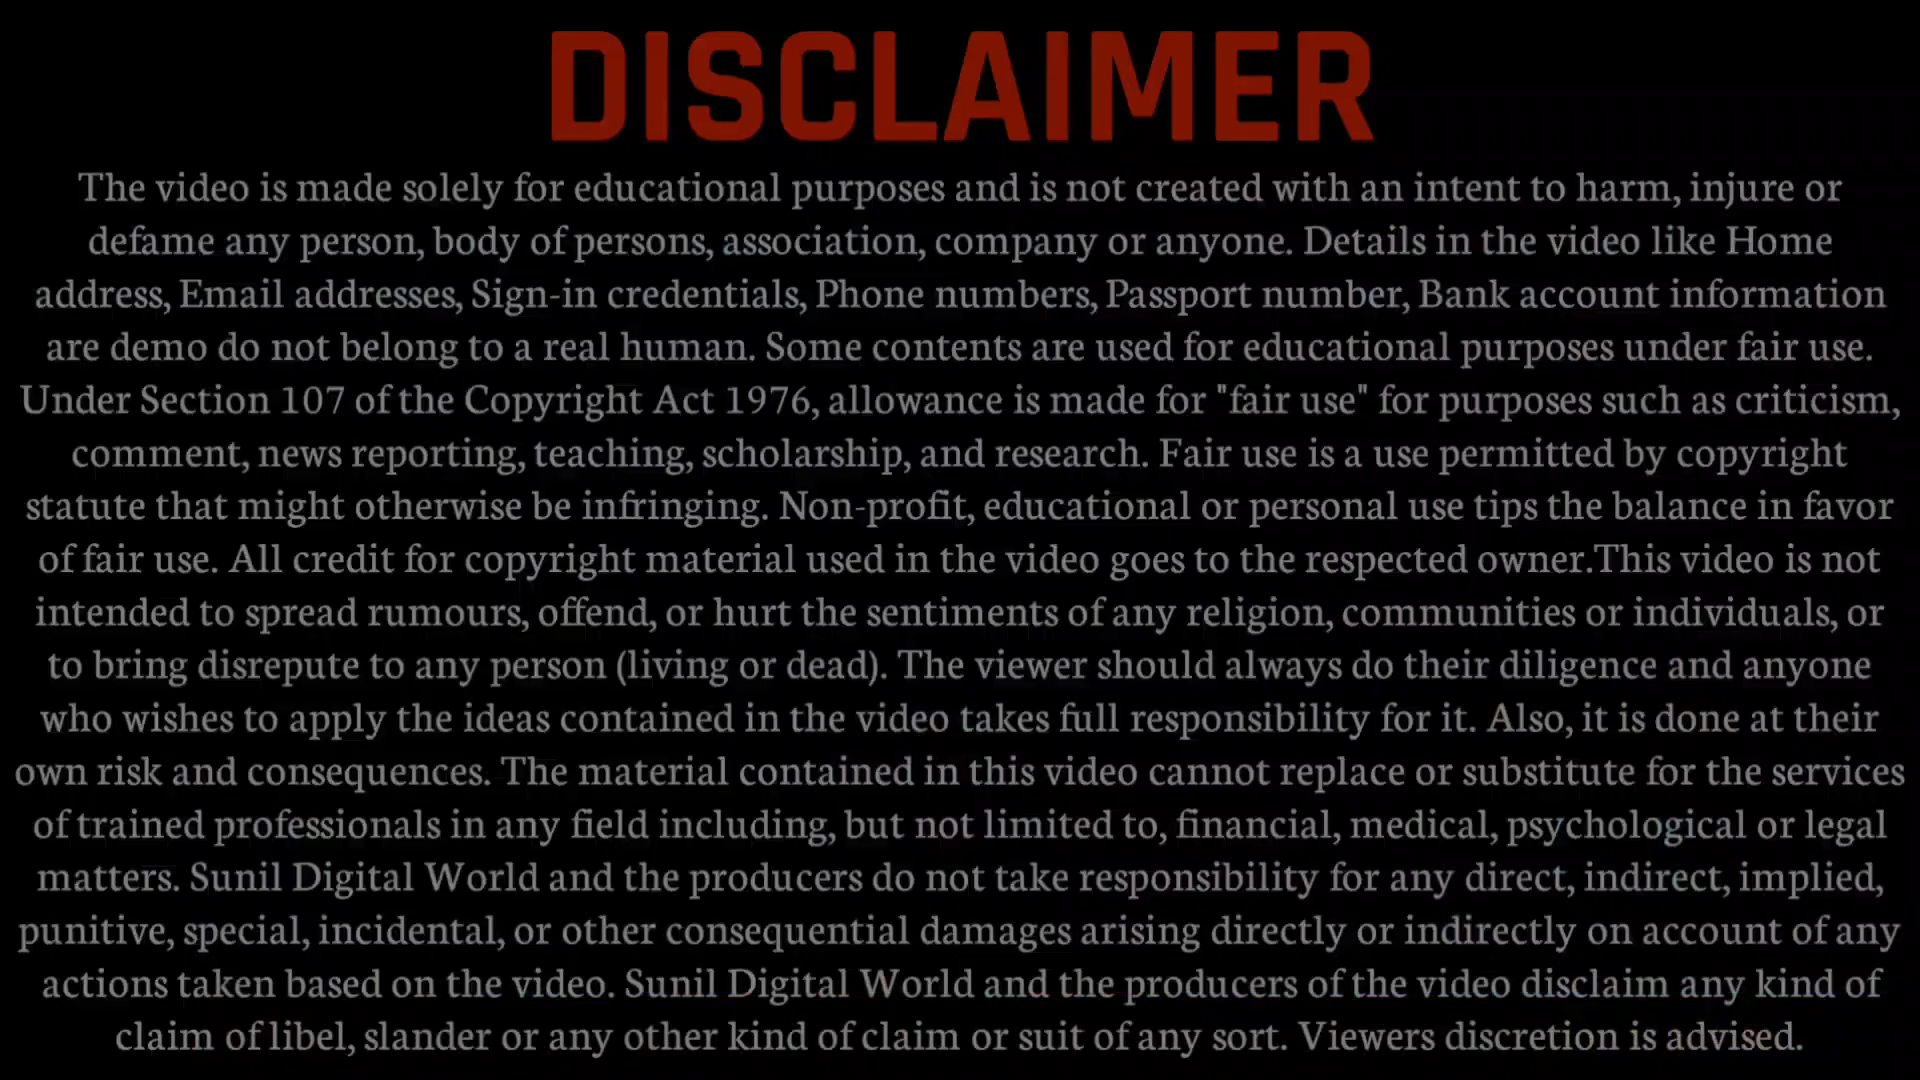 DISCLAIMER
The video is made solely for educational purposes and is not created with an intent to harm, injure or
defame any person, body of persons, association, company or anyone. Details in the video like Home
address, Email addresses, Sign-in credentials, Phone numbers, Passport number, Bank account information
are demo do not belong to a real human. Some contents are used for educational purposes under fair use.
Under Section 107 of the Copyright Act 1976, allowance is made for "fair use" for purposes such as criticism,
comment, news reporting, teaching, scholarship, and research. Fair use is a use permitted by copyright
statute that might otherwise be infringing. Non-profit, educational or personal use tips the balance in favor
of fair use. All credit for copyright material used in the video goes to the respected owner.This video is not
intended to spread rumours, offend, or hurt the sentiments of any religion, communities or individuals, or
to bring disrepute to any person (living or dead). The viewer should always do their diligence and anyone
who wishes to apply the ideas contained in the video takes full responsibility for it. Also, it is done at their
own risk and consequences. The material contained in this video cannot replace or substitute for the services
of trained professionals in any field including, but not limited to, financial, medical, psychological or legal
matters. Sunil Digital World and the producers do not take responsibility for any direct, indirect, implied,
punitive, special, incidental, or other consequential damages arising directly or indirectly on account of any
actions taken based on the video. Sunil Digital World and the producers of the video disclaim any kind of
claim of libel, slander or any other kind of claim or suit of any sort. Viewers discretion is advised.